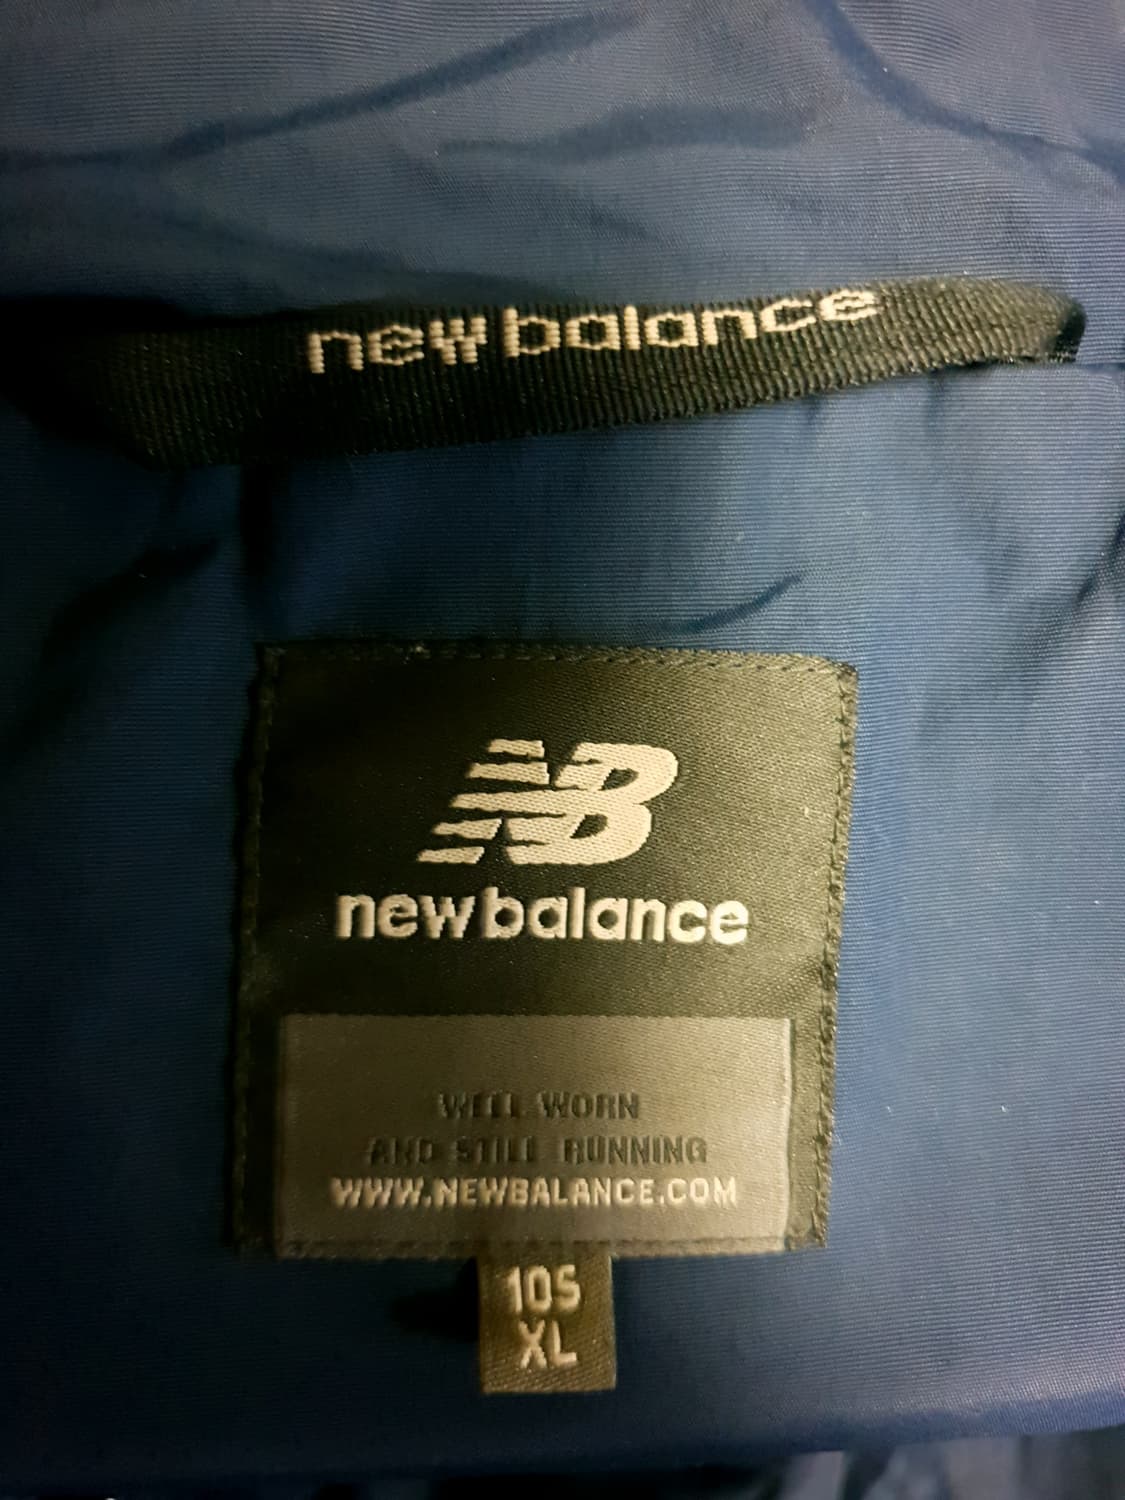 new balance
NB
new balance
WELL WORN
AND STILL RUNNING
WWW.NEWBALANCE.COM
105
XL